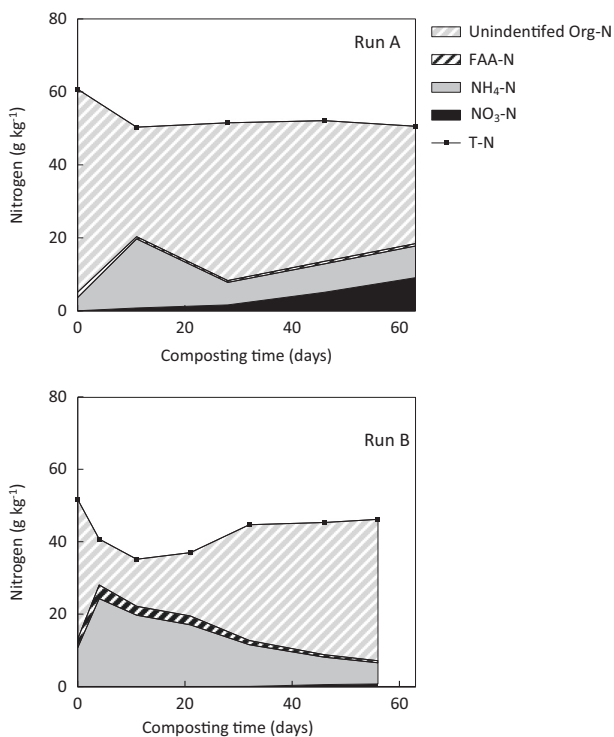 80
60
40
20
0
Nitrogen (g kg⁻¹)
Run A
0 20 40 60
Composting time (days)
Unidentifed Org-N
FAA-N
NH₄-N
NO₃-N
T-N
80
60
40
20
0
Nitrogen (g kg⁻¹)
Run B
0 20 40 60
Composting time (days)